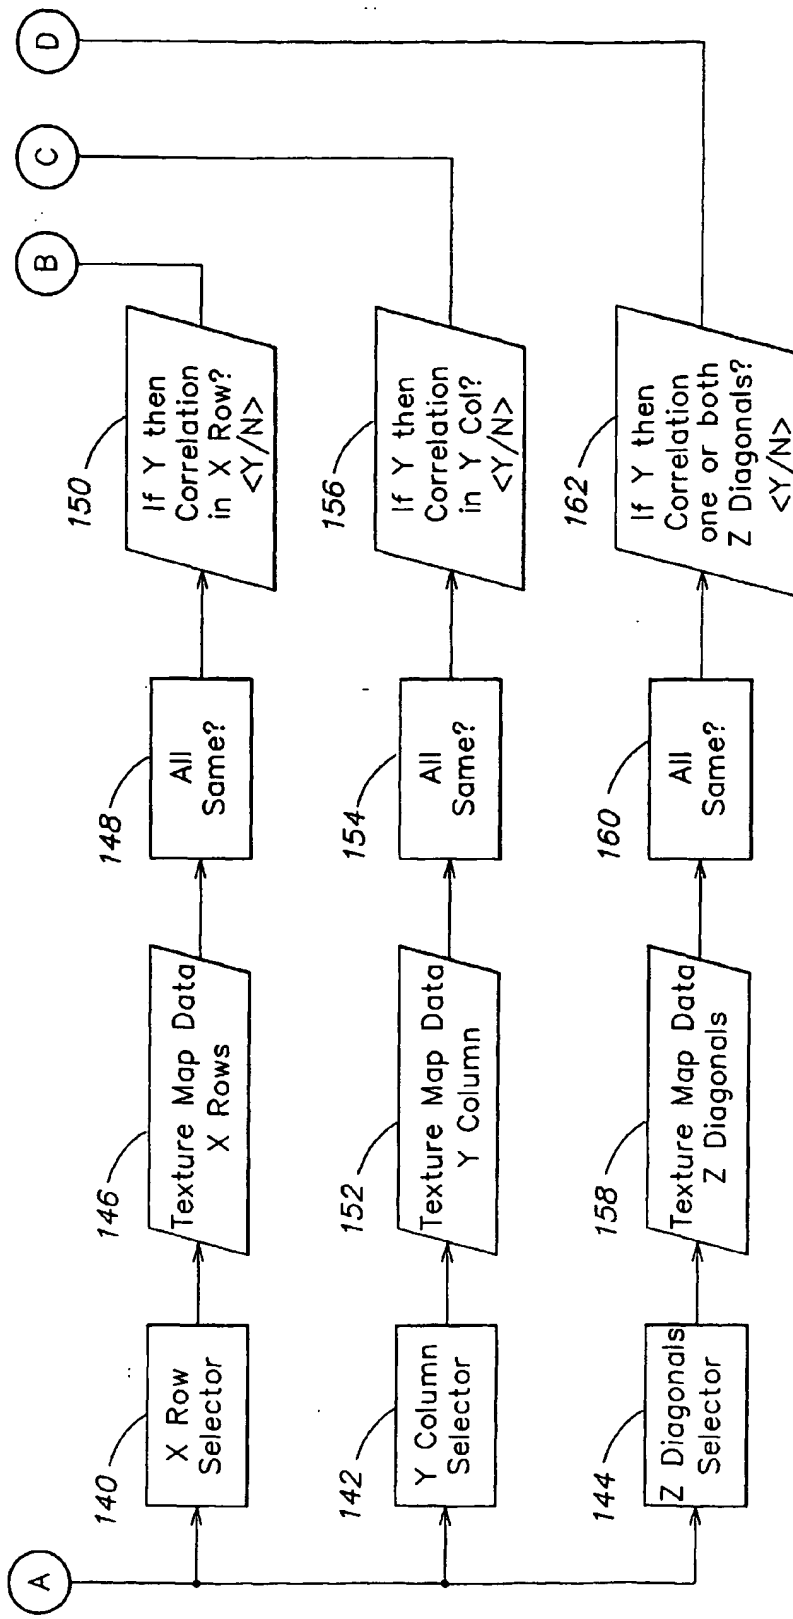 A
140
X Row
Selector
146
Texture Map Data
X Rows
148
All
Same?
150
If Y then
Correlation
in X Row?
<Y/N>
B
142
Y Column
Selector
152
Texture Map Data
Y Column
154
All
Same?
156
If Y then
Correlation
in Y Col?
<Y/N>
C
144
Z Diagonals
Selector
158
Texture Map Data
Z Diagonals
160
All
Same?
162
If Y then
Correlation
one or both
Z Diagonals?
<Y/N>
D